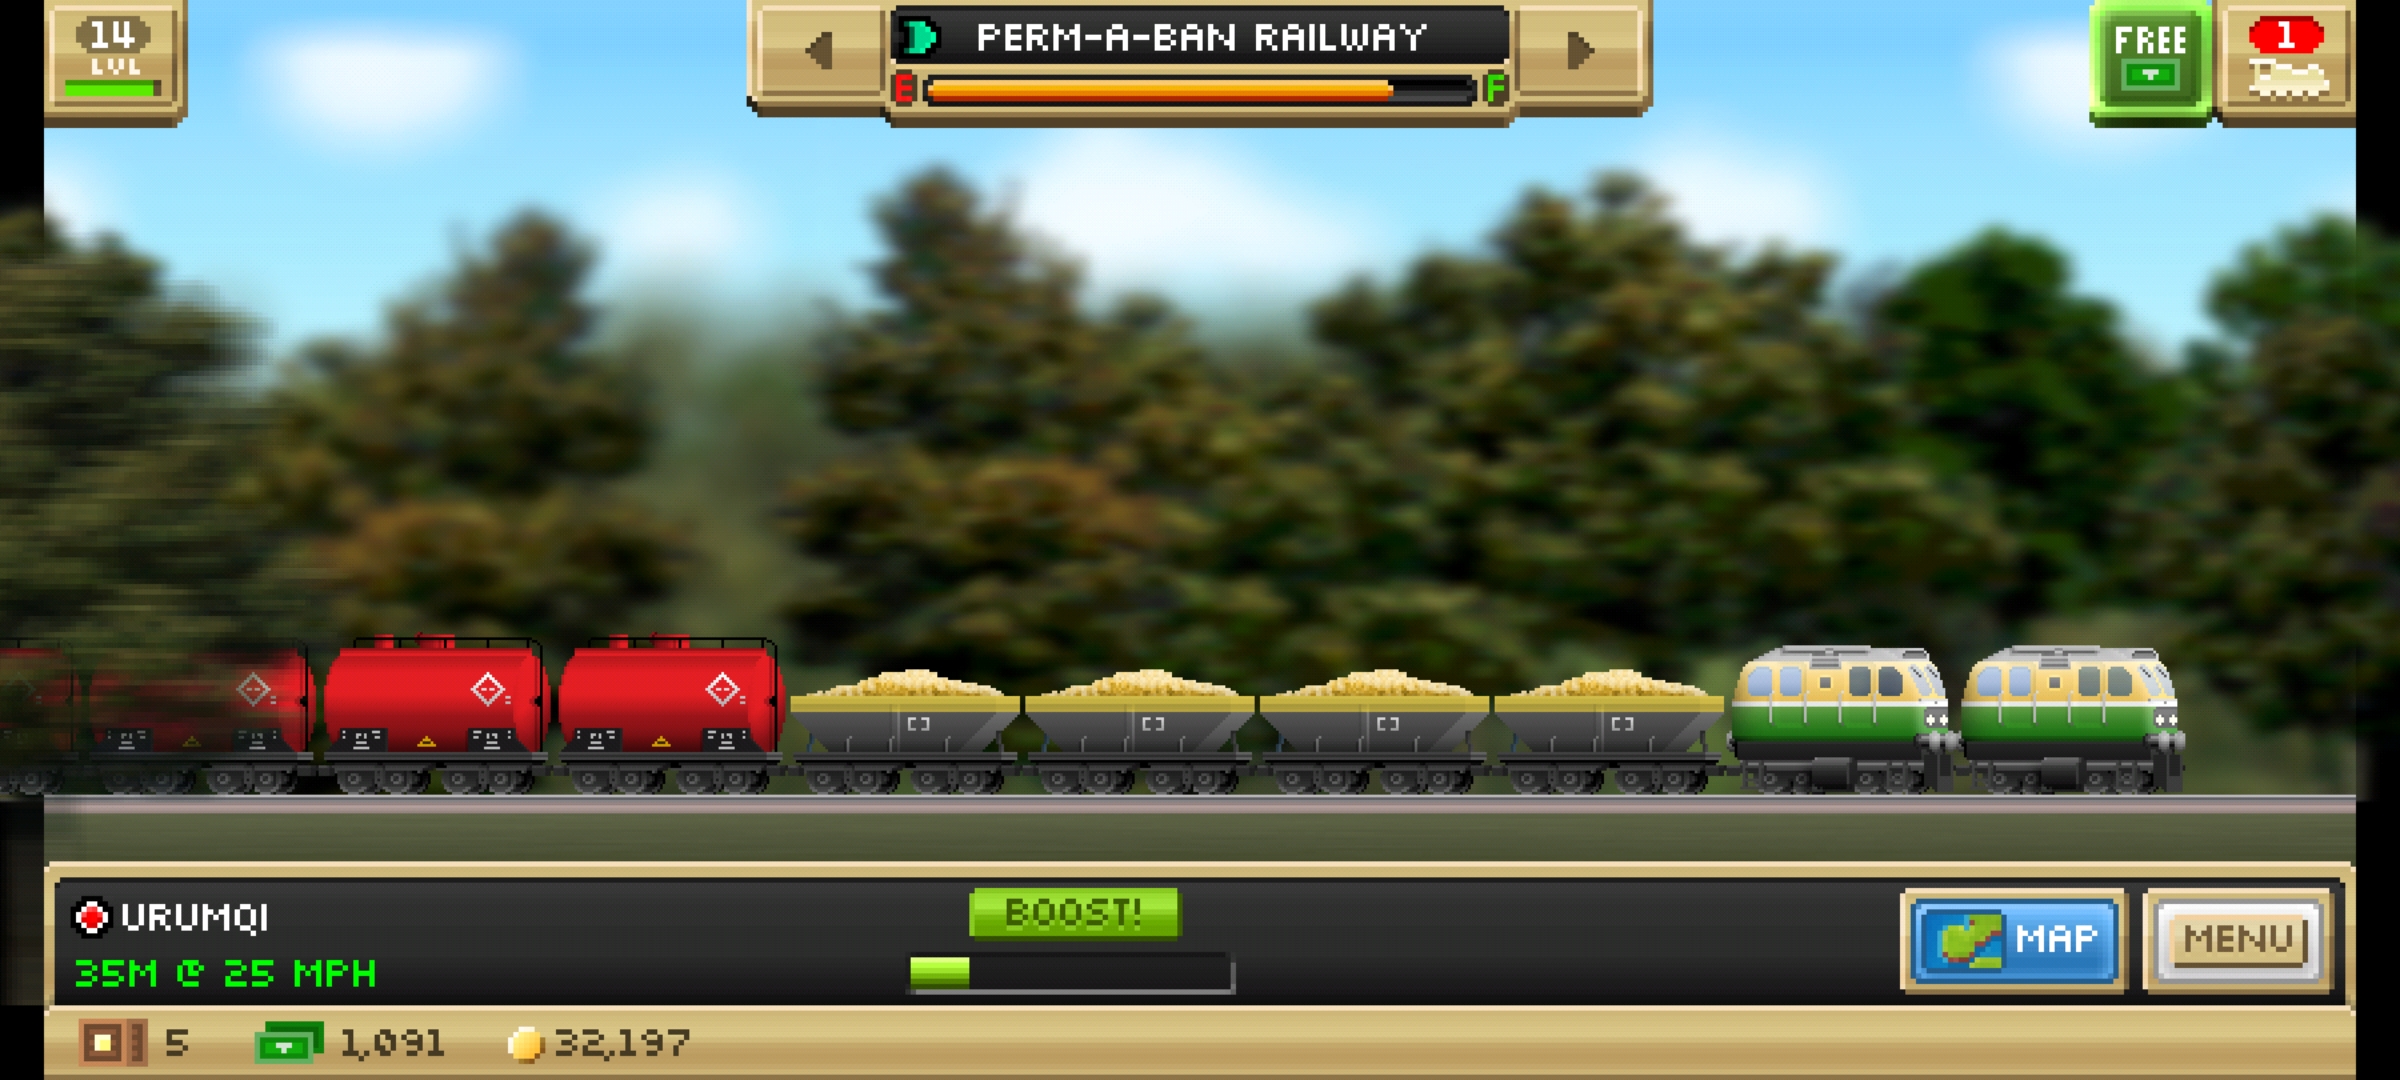 14
LVL
PERM-A-BAN RAILWAY
E F
FREE
1
URUMQI
BOOST!
35M @ 25 MPH
MAP
MENU
5 1,091 32,197